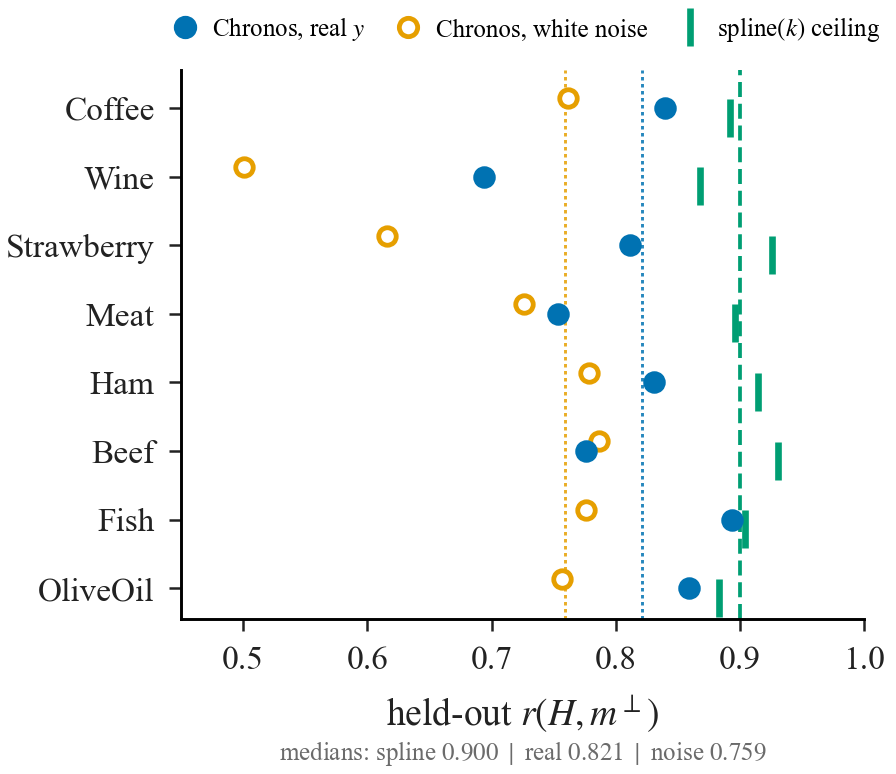 Chronos, real y Chronos, white noise spline(k) ceiling
Coffee
Wine
Strawberry
Meat
Ham
Beef
Fish
OliveOil
0.5 0.6 0.7 0.8 0.9 1.0
held-out r(H, m⊥)
medians: spline 0.900 | real 0.821 | noise 0.759